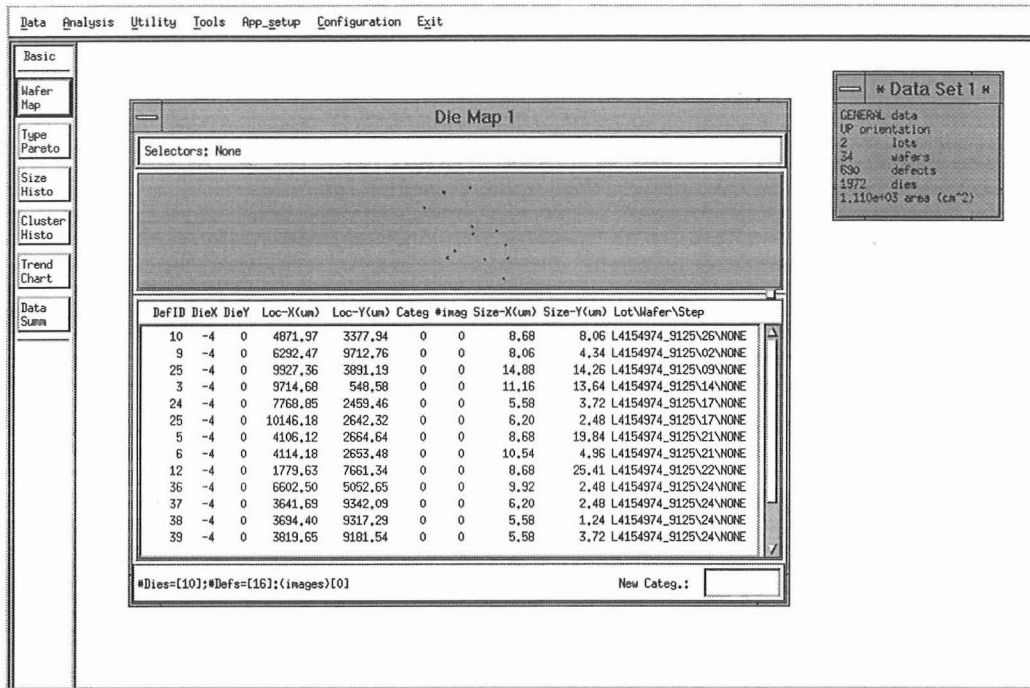 Data Analysis Utility Tools App_setup Configuration Exit
Basic
Wafer
Map
Type
Pareto
Size
Histo
Cluster
Histo
Trend
Chart
Data
Summ
Die Map 1
Selectors: None
DefID DieX DieY Loc-X(um) Loc-Y(um) Categ #imag Size-X(um) Size-Y(um) Lot\Wafer\Step
10 -4 0 4871.97 3377.94 0 0 8.68 8.06 L4154974_9125\26\NONE
9 -4 0 6292.47 9712.76 0 0 8.06 4.34 L4154974_9125\02\NONE
25 -4 0 9927.36 3891.19 0 0 14.88 14.26 L4154974_9125\09\NONE
3 -4 0 9714.68 548.58 0 0 11.16 13.64 L4154974_9125\14\NONE
24 -4 0 7768.85 2459.46 0 0 5.58 3.72 L4154974_9125\17\NONE
25 -4 0 10146.18 2642.32 0 0 6.20 2.48 L4154974_9125\17\NONE
5 -4 0 4106.12 2664.64 0 0 8.68 19.84 L4154974_9125\21\NONE
6 -4 0 4114.18 2653.48 0 0 10.54 4.96 L4154974_9125\21\NONE
12 -4 0 1779.63 7661.34 0 0 8.68 25.41 L4154974_9125\22\NONE
36 -4 0 6602.50 5052.65 0 0 9.92 2.48 L4154974_9125\24\NONE
37 -4 0 3641.69 9342.09 0 0 6.20 2.48 L4154974_9125\24\NONE
38 -4 0 3694.40 9317.29 0 0 5.58 1.24 L4154974_9125\24\NONE
39 -4 0 3819.65 9181.54 0 0 5.58 3.72 L4154974_9125\24\NONE
#Dies=[10];#Defs=[16];(images)[0] New Categ.:
* Data Set 1 *
GENERAL data
UP orientation
2 lots
34 wafers
690 defects
1972 dies
1.110e+03 area (cm^2)